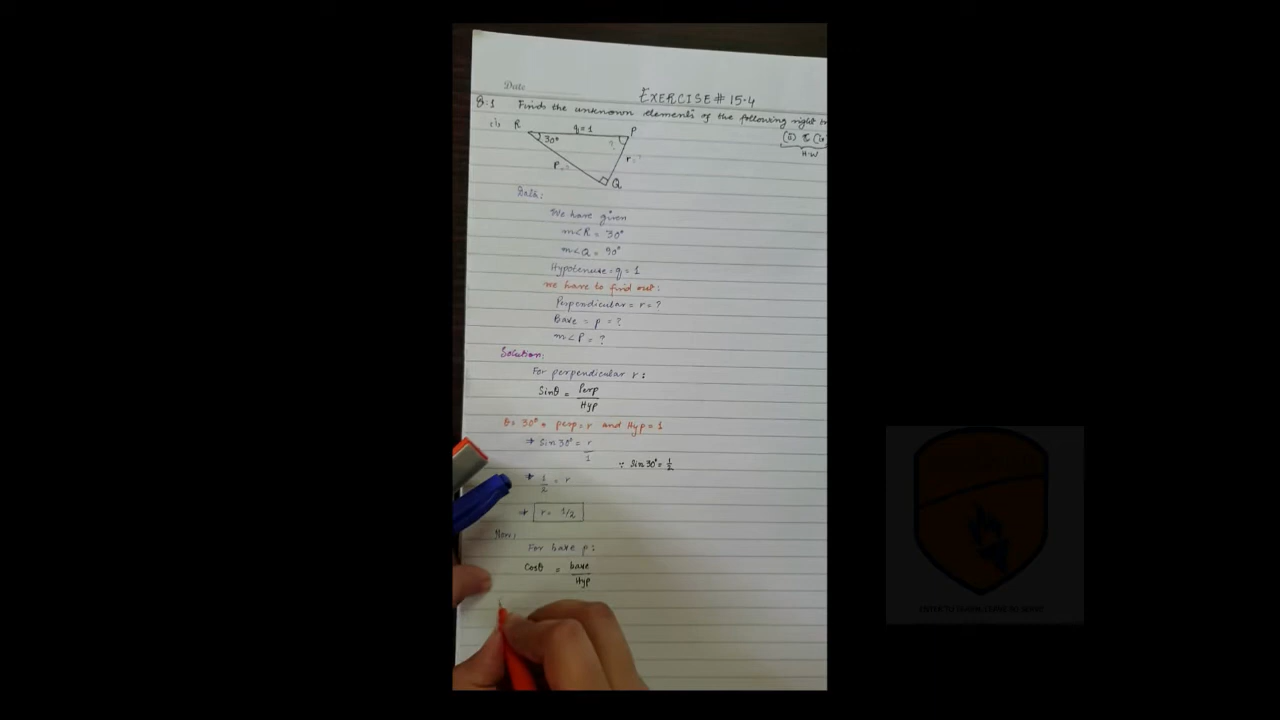 Date
EXERCISE # 15.4
Q.1 Finds the unknown elements of the following right
(i) R q=1 P
(ii) &
30° ?
H.W
p=? r=?
Q
Data:
We have given
m∠R = 30°
m∠Q = 90°
Hypotenuse = q = 1
we have to find out:
Perpendicular = r = ?
Base = p = ?
m∠P = ?
Solution:
For perpendicular r:
Sinθ = Perp/Hyp
θ = 30°, perp = r and Hyp = 1
⇒ Sin 30° = r/1
∵ Sin 30° = 1/2
⇒ 1/2 = r
⇒ r = 1/2
Now:
For base p:
Cosθ = base/Hyp